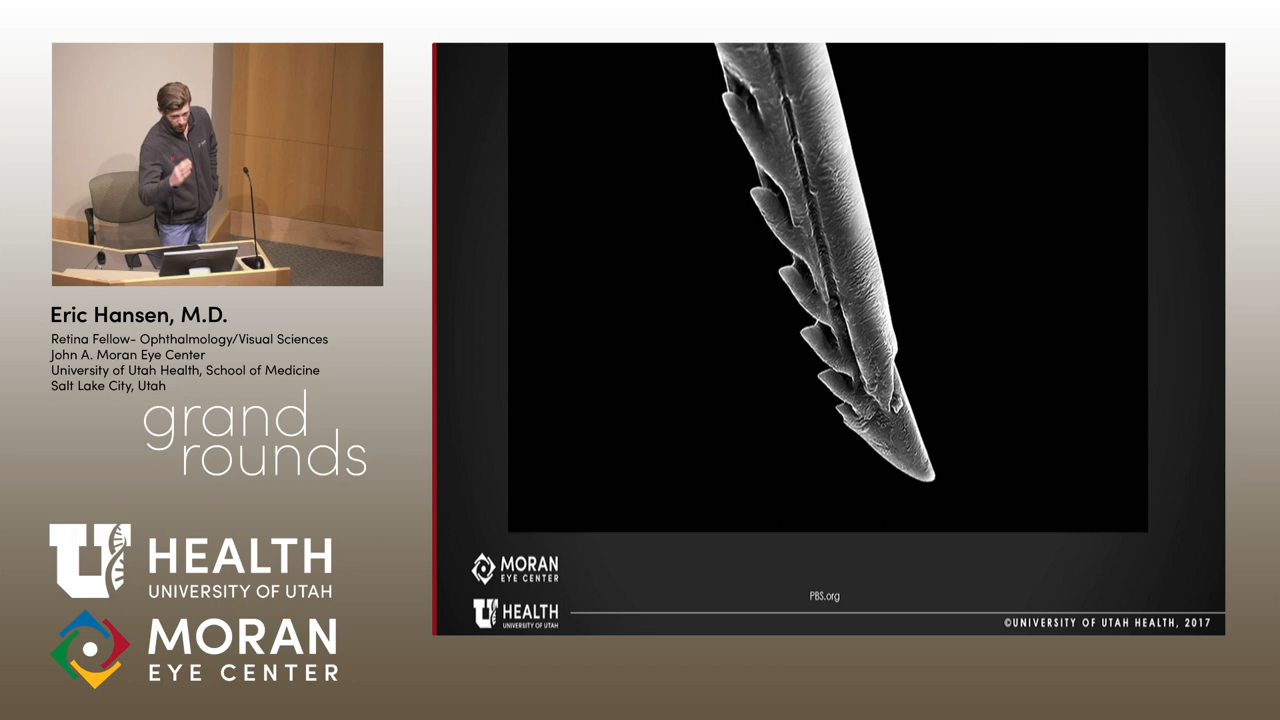 Eric Hansen, M.D.
Retina Fellow- Ophthalmology/Visual Sciences
John A. Moran Eye Center
University of Utah Health, School of Medicine
Salt Lake City, Utah
grand
rounds
U HEALTH
UNIVERSITY OF UTAH
MORAN
EYE CENTER
MORAN
EYE CENTER
PBS.org
U HEALTH
UNIVERSITY OF UTAH
©UNIVERSITY OF UTAH HEALTH, 2017